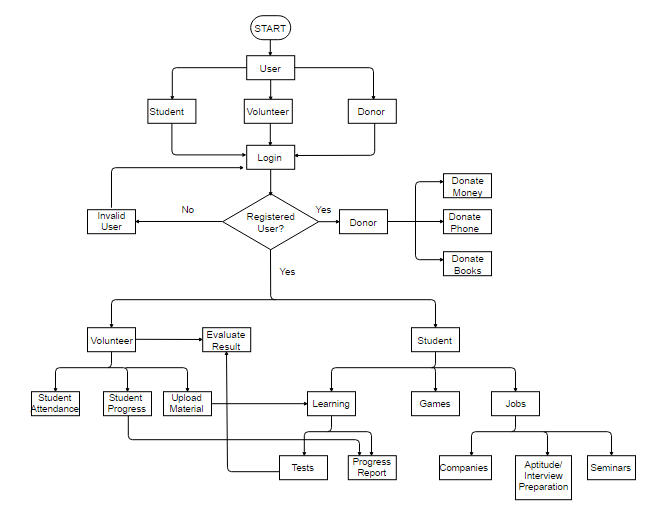 START
User
Student
Volunteer
Donor
Login
Donate
Money
Invalid
User
No
Registered
User?
Yes
Donor
Donate
Phone
Donate
Books
Yes
Volunteer
Evaluate
Result
Student
Student
Attendance
Student
Progress
Upload
Material
Learning
Games
Jobs
Tests
Progress
Report
Companies
Aptitude/
Interview
Preparation
Seminars